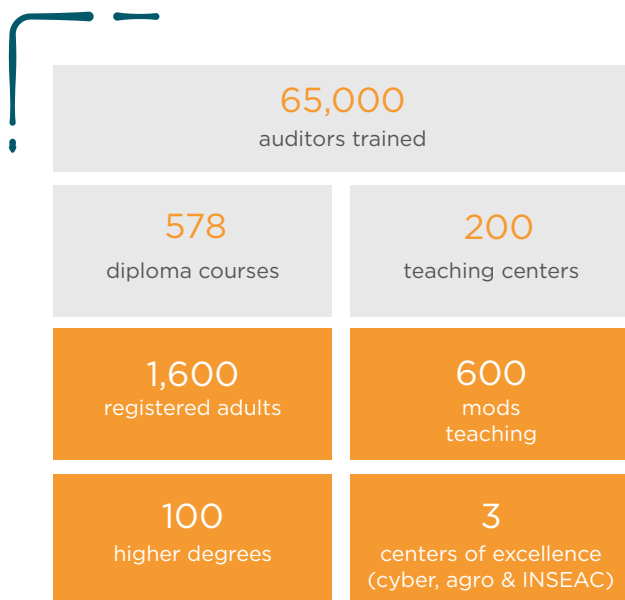 65,000
auditors trained
578
diploma courses
200
teaching centers
1,600
registered adults
600
mods
teaching
100
higher degrees
3
centers of excellence
(cyber, agro & INSEAC)